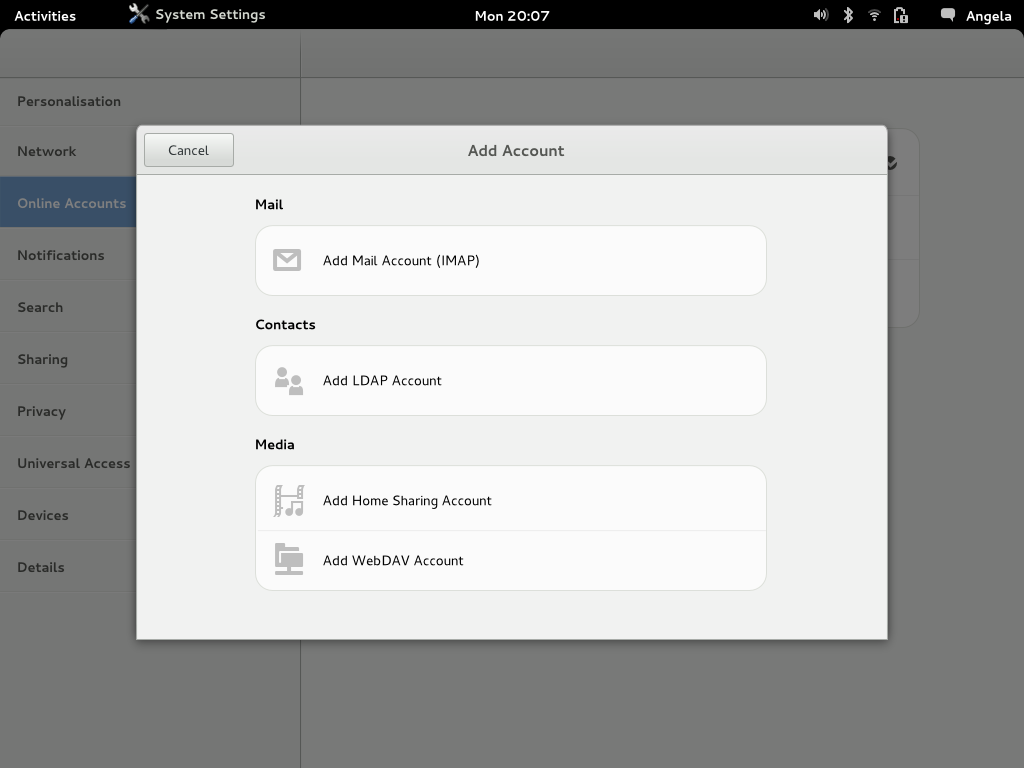 Activities
System Settings
Mon 20:07
Angela
Personalisation
Network
Online Accounts
Notifications
Search
Sharing
Privacy
Universal Access
Devices
Details
Cancel
Add Account
Mail
Add Mail Account (IMAP)
Contacts
Add LDAP Account
Media
Add Home Sharing Account
Add WebDAV Account